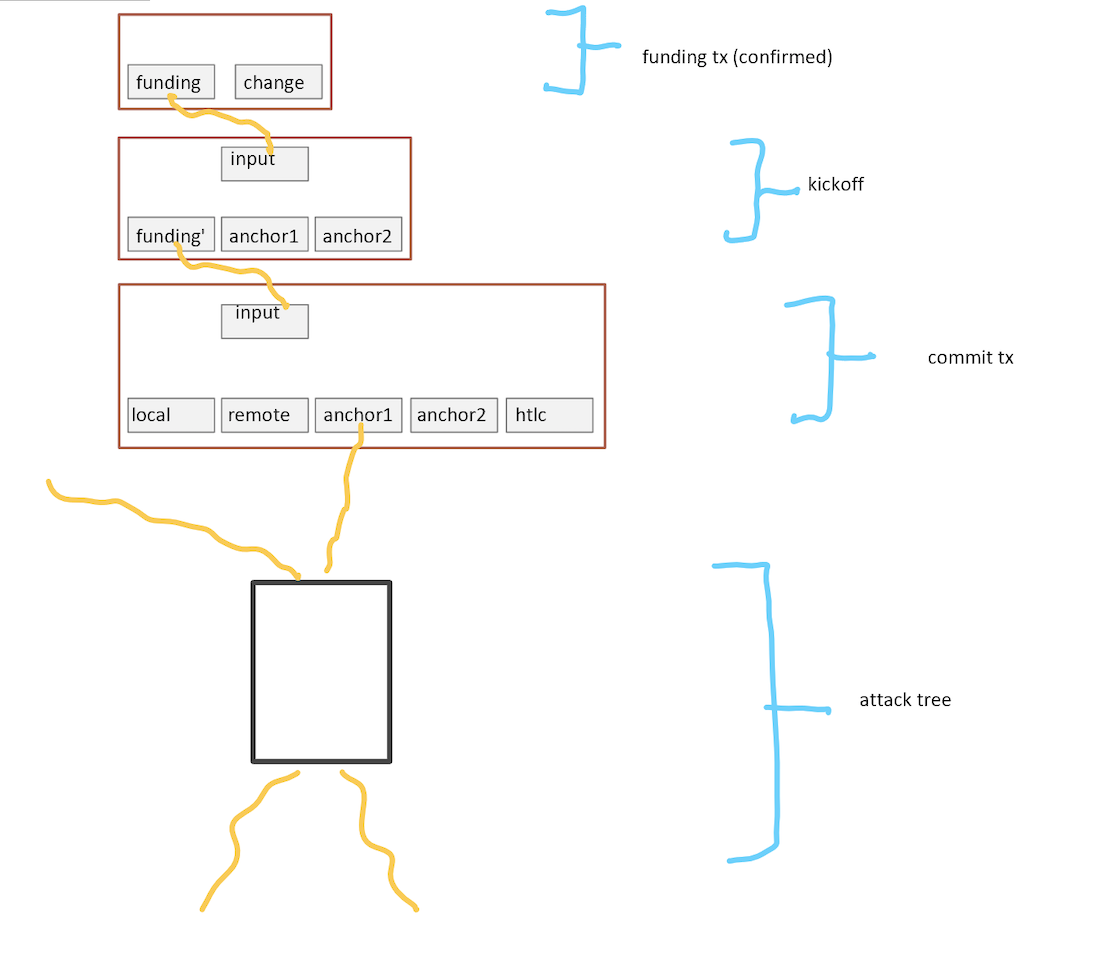 funding tx (confirmed)
funding change
input
kickoff
funding' anchor1 anchor2
input
commit tx
local remote anchor1 anchor2 htlc
attack tree